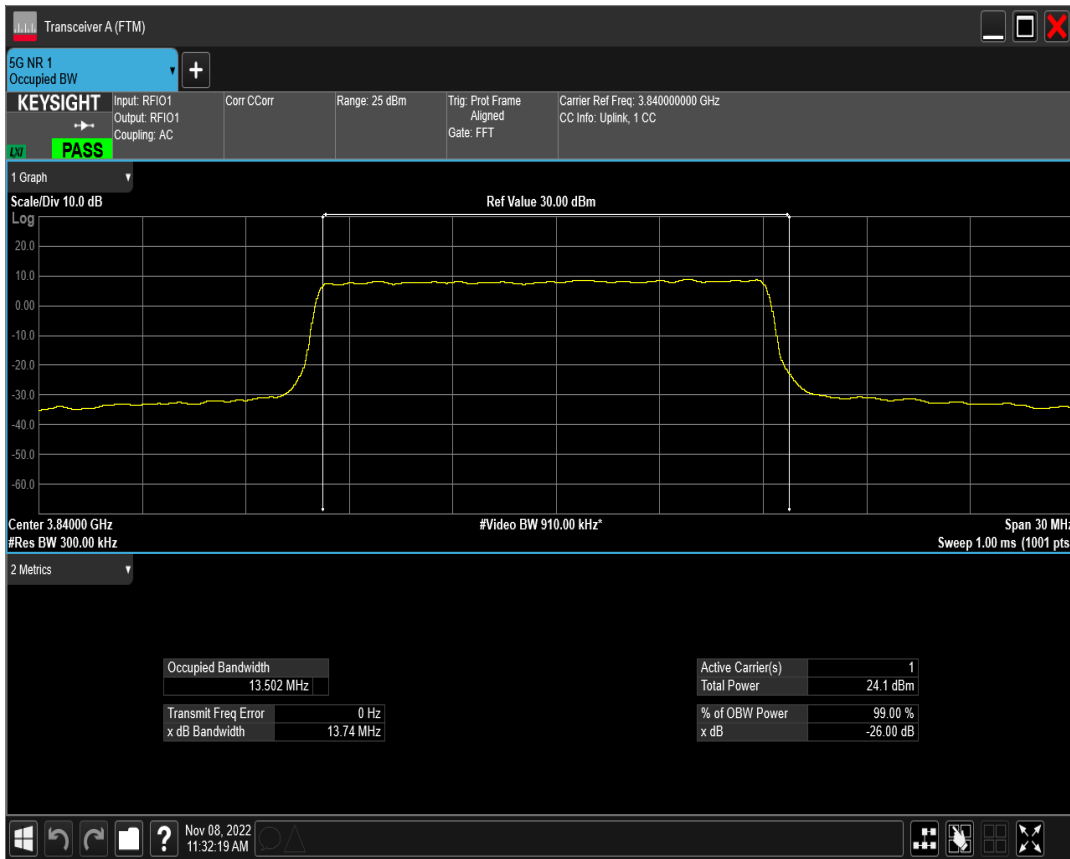 Transceiver A (FTM)
5G NR 1
Occupied BW
+
KEYSIGHT
LXI
PASS
Input: RFIO1
Output: RFIO1
Coupling: AC
Corr CCorr
Range: 25 dBm
Trig: Prot Frame
Aligned
Gate: FFT
Carrier Ref Freq: 3.840000000 GHz
CC Info: Uplink, 1 CC
1 Graph
Scale/Div 10.0 dB
Ref Value 30.00 dBm
Log
20.0
10.0
0.00
-10.0
-20.0
-30.0
-40.0
-50.0
-60.0
Center 3.84000 GHz
#Video BW 910.00 kHz*
Span 30 MHz
#Res BW 300.00 kHz
Sweep 1.00 ms (1001 pts
2 Metrics
Occupied Bandwidth
13.502 MHz
Transmit Freq Error 0 Hz
x dB Bandwidth 13.74 MHz
Active Carrier(s) 1
Total Power 24.1 dBm
% of OBW Power 99.00 %
x dB -26.00 dB
?
Nov 08, 2022
11:32:19 AM